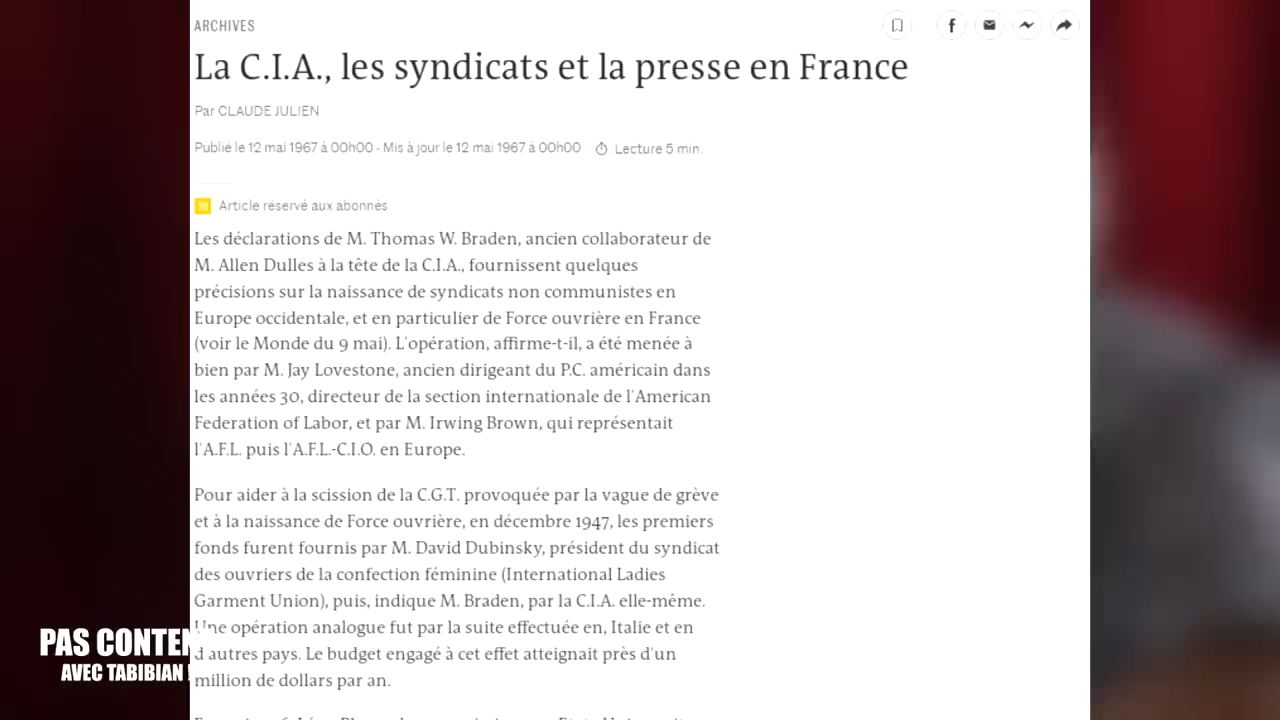 ARCHIVES
La C.I.A., les syndicats et la presse en France
Par CLAUDE JULIEN
Publié le 12 mai 1967 à 00h00 - Mis à jour le 12 mai 1967 à 00h00
Lecture 5 min.
Article réservé aux abonnés
Les déclarations de M. Thomas W. Braden, ancien collaborateur de
M. Allen Dulles à la tête de la C.I.A., fournissent quelques
précisions sur la naissance de syndicats non communistes en
Europe occidentale, et en particulier de Force ouvrière en France
(voir le Monde du 9 mai). L'opération, affirme-t-il, a été menée à
bien par M. Jay Lovestone, ancien dirigeant du P.C. américain dans
les années 30, directeur de la section internationale de l'American
Federation of Labor, et par M. Irwing Brown, qui représentait
l'A.F.L. puis l'A.F.L.-C.I.O. en Europe.
Pour aider à la scission de la C.G.T. provoquée par la vague de grève
et à la naissance de Force ouvrière, en décembre 1947, les premiers
fonds furent fournis par M. David Dubinsky, président du syndicat
des ouvriers de la confection féminine (International Ladies
Garment Union), puis, indique M. Braden, par la C.I.A. elle-même.
Une opération analogue fut par la suite effectuée en, Italie et en
d'autres pays. Le budget engagé à cet effet atteignait près d'un
million de dollars par an.
PAS CONTEN
AVEC TABIBIAN !